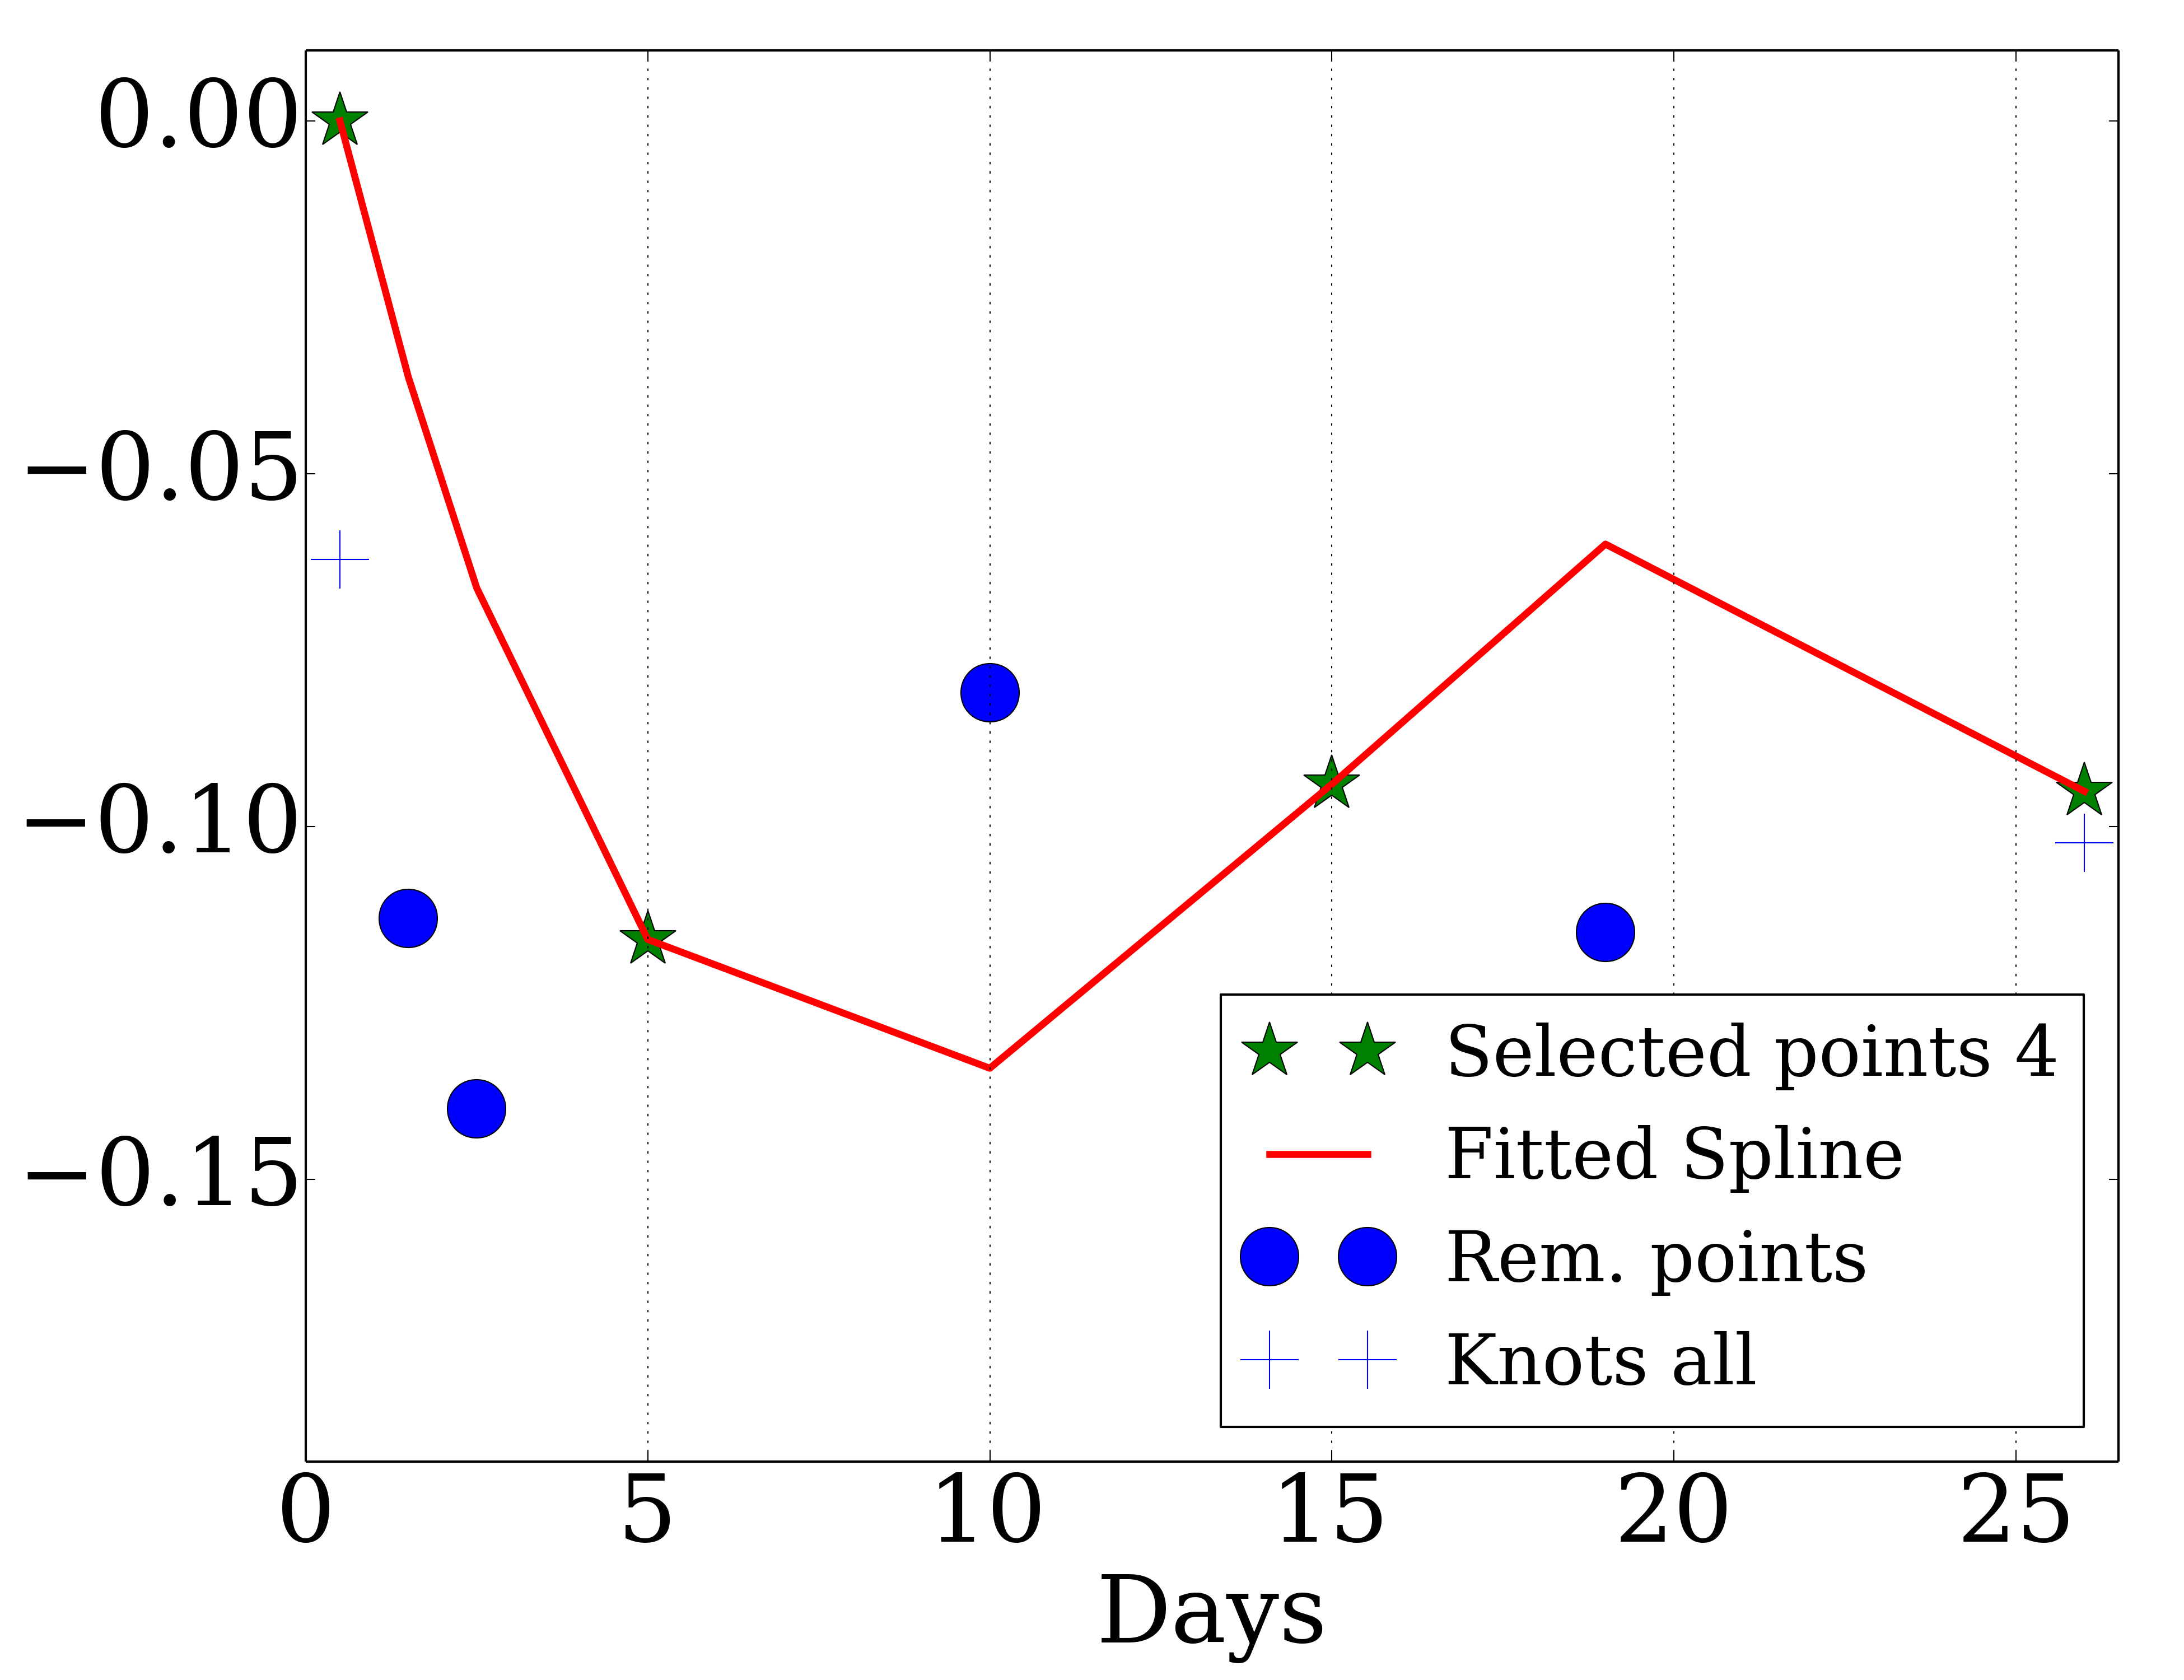 0.00
−0.05
−0.10
−0.15
Selected points 4
Fitted Spline
Rem. points
Knots all
0 5 10 15 20 25
Days